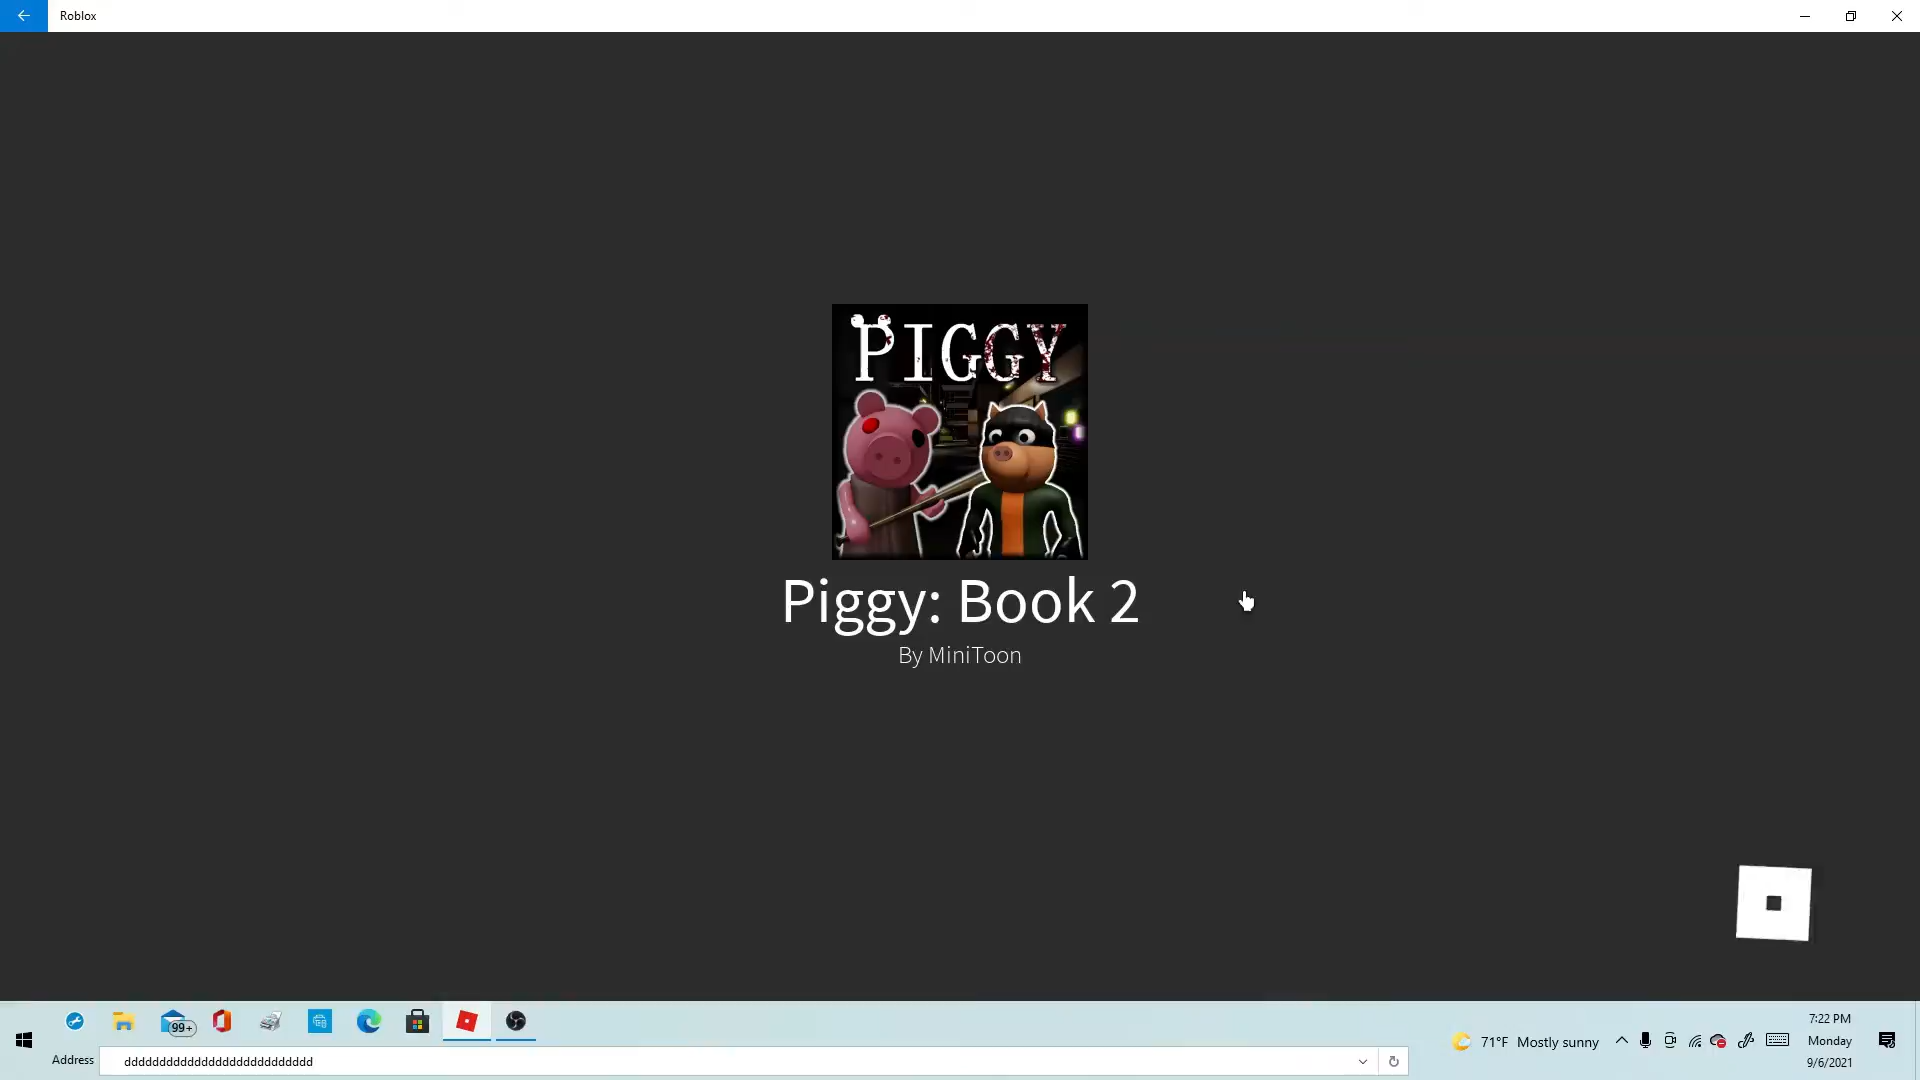 Roblox
PIGGY
Piggy: Book 2
By MiniToon
99+
71°F Mostly sunny
7:22 PM
Monday
9/6/2021
Address
ddddddddddddddddddddddddddd